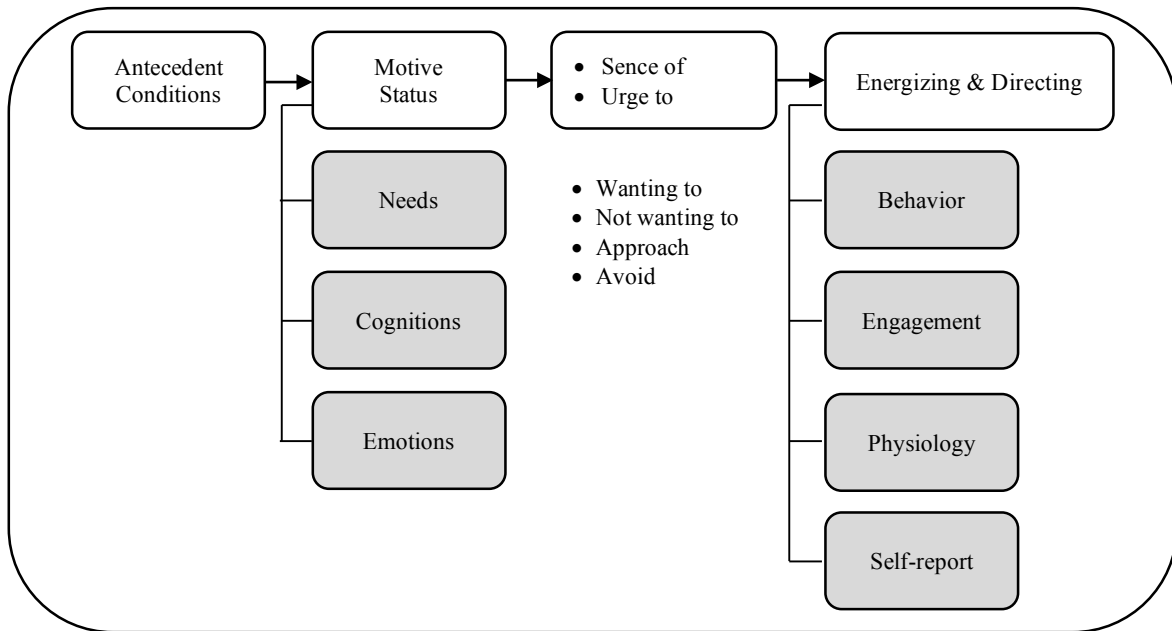 Antecedent
Conditions
Motive
Status
• Sence of
• Urge to
Energizing & Directing
Needs
Cognitions
Emotions
• Wanting to
• Not wanting to
• Approach
• Avoid
Behavior
Engagement
Physiology
Self-report